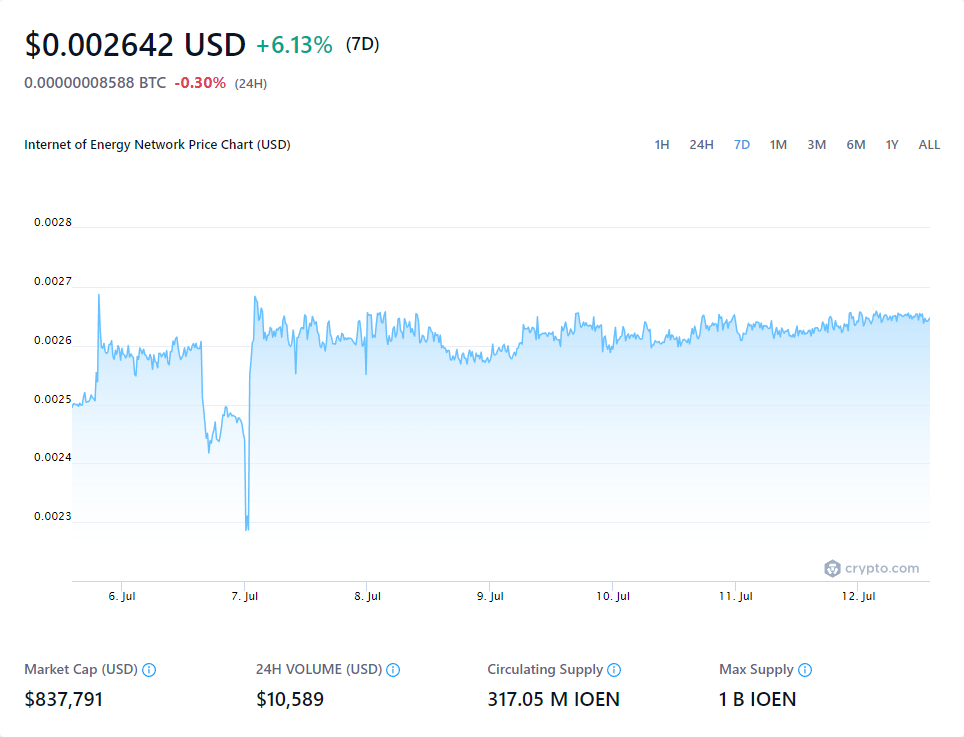 $0.002642 USD +6.13% (7D)
0.00000008588 BTC -0.30% (24H)
Internet of Energy Network Price Chart (USD) 1H 24H 7D 1M 3M 6M 1Y ALL
0.0028
0.0027
0.0026
0.0025
0.0024
0.0023
crypto.com
6. Jul 7. Jul 8. Jul 9. Jul 10. Jul 11. Jul 12. Jul
Market Cap (USD) 24H VOLUME (USD) Circulating Supply Max Supply
$837,791 $10,589 317.05 M IOEN 1 B IOEN